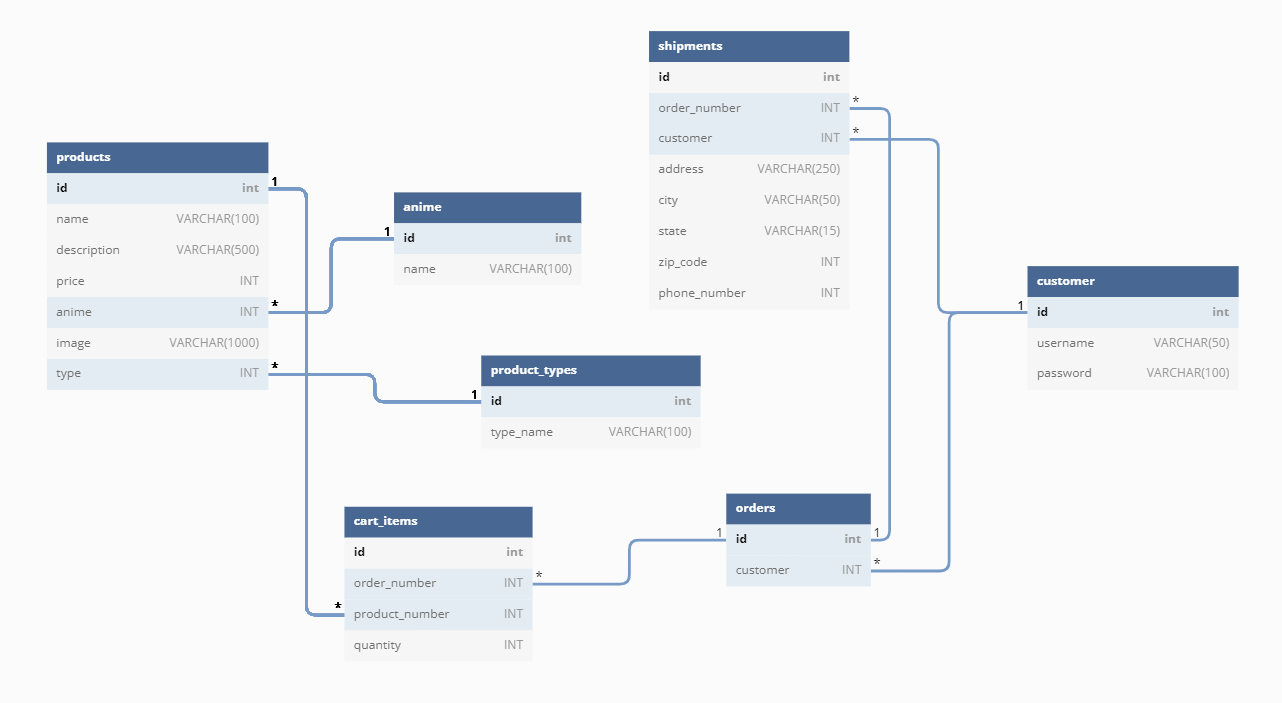 shipments
id int
order_number INT *
customer INT *
address VARCHAR(250)
city VARCHAR(50)
state VARCHAR(15)
zip_code INT
phone_number INT
products
id int 1
name VARCHAR(100)
description VARCHAR(500)
price INT
anime INT *
image VARCHAR(1000)
type INT *
anime
1 id int
name VARCHAR(100)
customer
1 id int
username VARCHAR(50)
password VARCHAR(100)
product_types
1 id int
type_name VARCHAR(100)
cart_items
id int
order_number INT *
* product_number INT
quantity INT
orders
1 id int 1
customer INT *